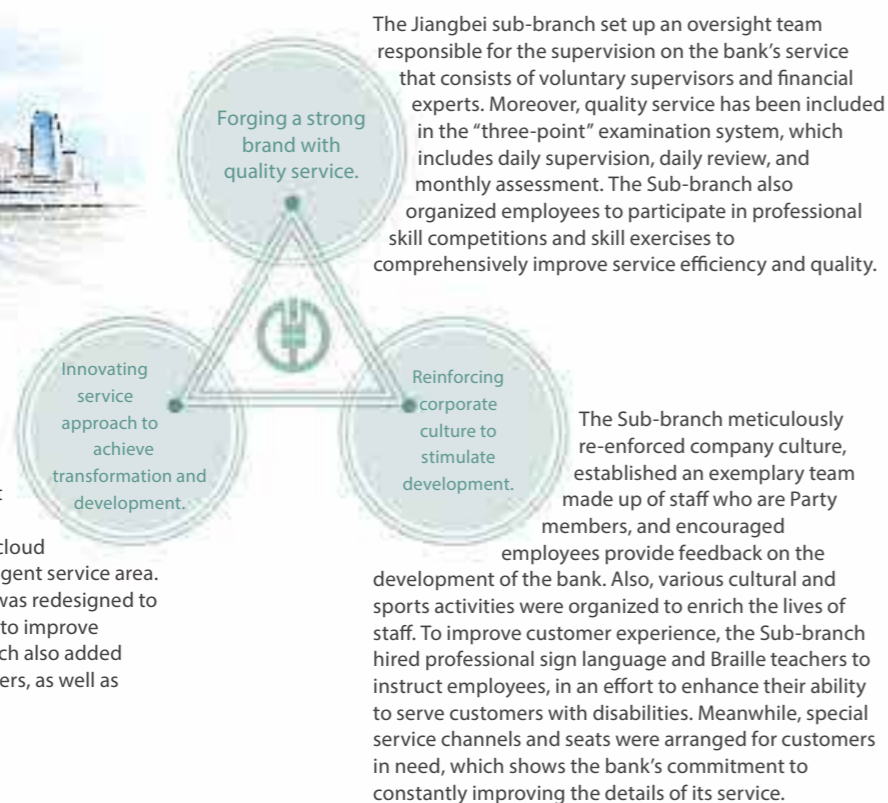 The Jiangbei sub-branch set up an oversight team
responsible for the supervision on the bank's service
that consists of voluntary supervisors and financial
experts. Moreover, quality service has been included
in the “three-point” examination system, which
includes daily supervision, daily review, and
monthly assessment. The Sub-branch also
organized employees to participate in professional
skill competitions and skill exercises to
comprehensively improve service efficiency and quality.
Forging a strong
brand with
quality service.
Innovating
service
approach to
achieve
transformation and
development.
Reinforcing
corporate
culture to
stimulate
development.
cloud
gent service area.
was redesigned to
to improve
ch also added
ers, as well as
The Sub-branch meticulously
re-enforced company culture,
established an exemplary team
made up of staff who are Party
members, and encouraged
employees provide feedback on the
development of the bank. Also, various cultural and
sports activities were organized to enrich the lives of
staff. To improve customer experience, the Sub-branch
hired professional sign language and Braille teachers to
instruct employees, in an effort to enhance their ability
to serve customers with disabilities. Meanwhile, special
service channels and seats were arranged for customers
in need, which shows the bank's commitment to
constantly improving the details of its service.